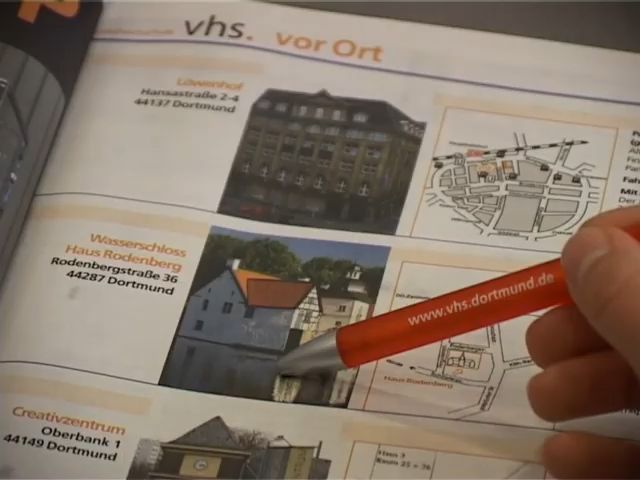 vhs. vor Ort
Löwenhof
Hansastraße 2-4
44137 Dortmund
Wasserschloss
Haus Rodenberg
Rodenbergstraße 36
44287 Dortmund
www.vhs.dortmund.de
Haus Rodenberg
Creativzentrum
Oberbank 1
44149 Dortmund